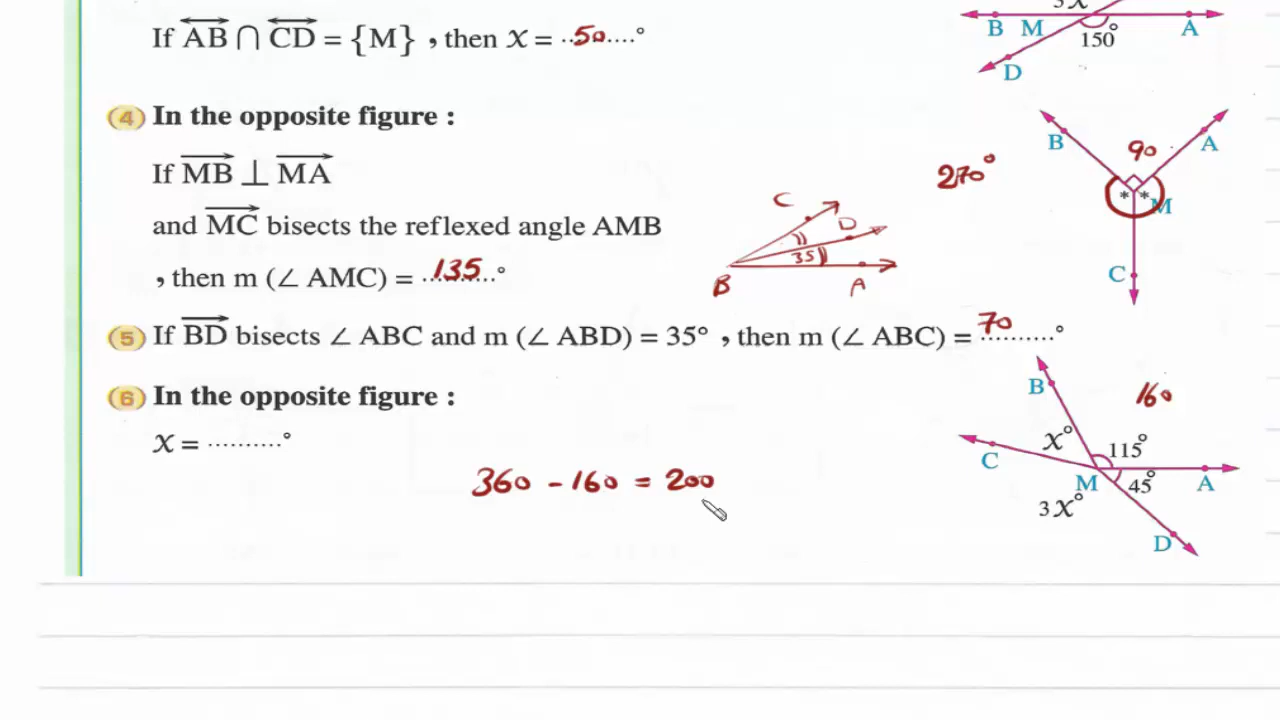 3X
If AB ∩ CD = {M} , then X = ..50....°
B M 150° A
D
(4) In the opposite figure :
B 90 A
If MB ⊥ MA
270°
* * M
C D
and MC bisects the reflexed angle AMB
35
, then m (∠ AMC) = ..135..°
B A
C
(5) If BD bisects ∠ ABC and m (∠ ABD) = 35° , then m (∠ ABC) = ..70......°
(6) In the opposite figure :
B 160
X = ..........°
C X° 115°
M 45° A
360 - 160 = 200
3X°
D